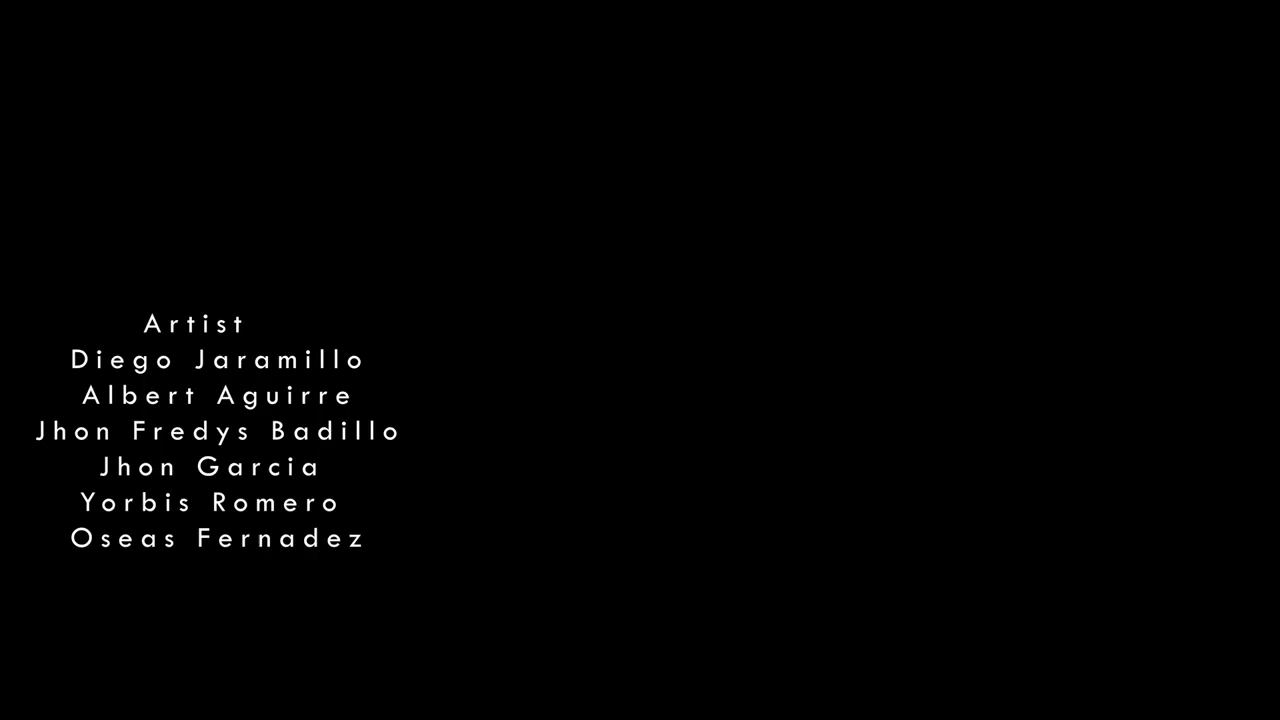 Artist
Diego Jaramillo
Albert Aguirre
Jhon Fredys Badillo
Jhon Garcia
Yorbis Romero
Oseas Fernadez